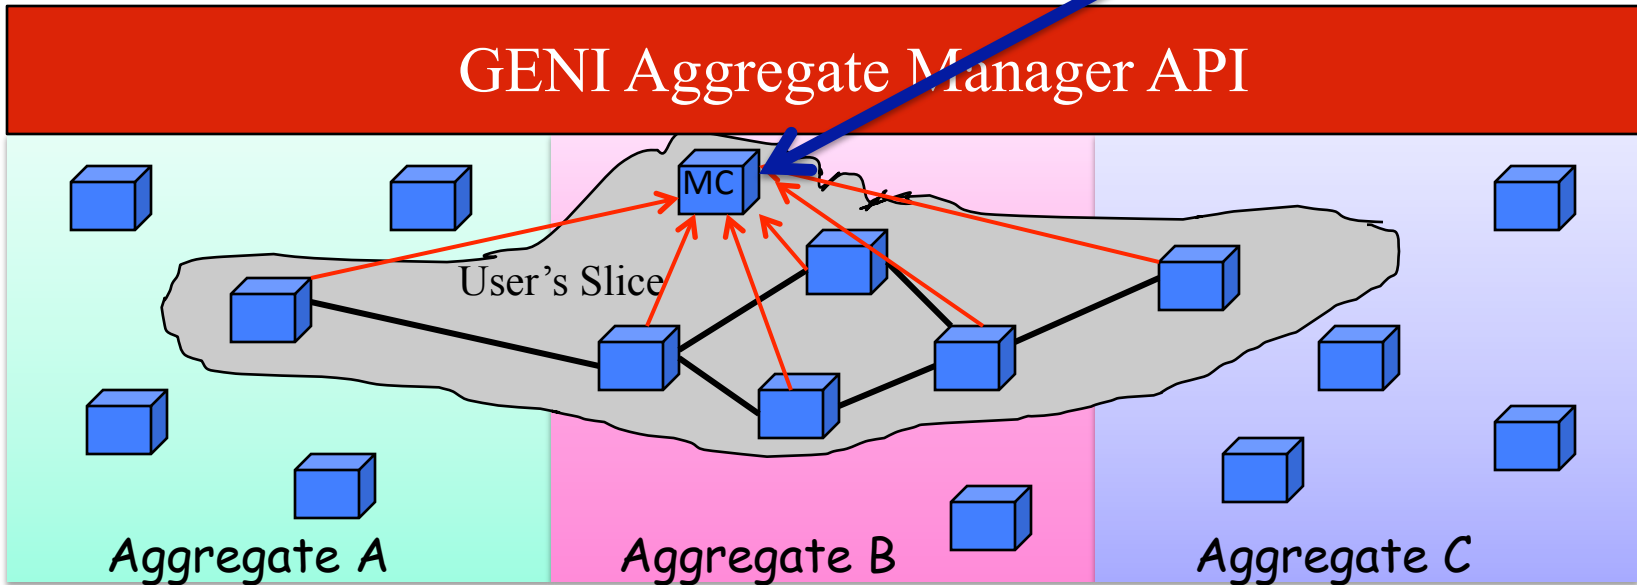 GENI Aggregate Manager API
MC
User’s Slice
Aggregate A
Aggregate B
Aggregate C